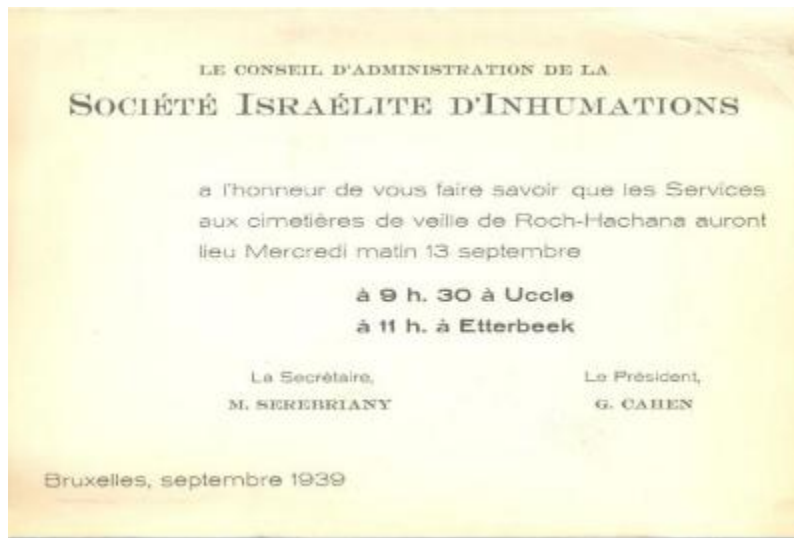 LE CONSEIL D'ADMINISTRATION DE LA
SOCIÉTÉ ISRAÉLITE D'INHUMATIONS
a l'honneur de vous faire savoir que les Services
aux cimetières de veille de Roch-Hachana auront
lieu Mercredi matin 13 septembre
à 9 h. 30 à Uccle
à 11 h. à Etterbeek
La Secrétaire,
Le Président,
M. SEREBRIANY
G. CAHEN
Bruxelles, septembre 1939